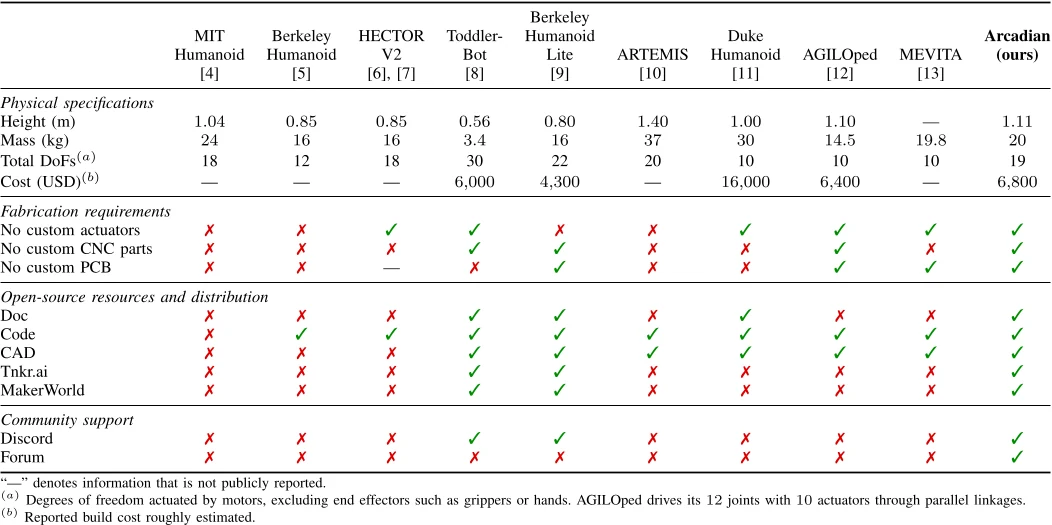 MIT Humanoid [4] Berkeley Humanoid [5] HECTOR V2 [6], [7] Toddler-Bot [8] Berkeley Humanoid Lite [9] ARTEMIS [10] Duke Humanoid [11] AGILOped [12] MEVITA [13] Arcadian (ours)
Physical specifications
Height (m) 1.04 0.85 0.85 0.56 0.80 1.40 1.00 1.10 — 1.11
Mass (kg) 24 16 16 3.4 16 37 30 14.5 19.8 20
Total DoFs(a) 18 12 18 30 22 20 10 10 10 19
Cost (USD)(b) — — — 6,000 4,300 — 16,000 6,400 — 6,800
Fabrication requirements
No custom actuators ✗ ✗ ✓ ✓ ✗ ✗ ✓ ✓ ✓ ✓
No custom CNC parts ✗ ✗ ✗ ✓ ✓ ✗ ✗ ✓ ✗ ✓
No custom PCB ✗ ✗ — ✗ ✓ ✗ ✗ ✓ ✓ ✓
Open-source resources and distribution
Doc ✗ ✗ ✗ ✓ ✓ ✗ ✓ ✗ ✗ ✓
Code ✗ ✓ ✓ ✓ ✓ ✓ ✓ ✓ ✓ ✓
CAD ✗ ✗ ✗ ✓ ✓ ✓ ✓ ✓ ✓ ✓
Tnkr.ai ✗ ✗ ✗ ✓ ✓ ✗ ✗ ✗ ✗ ✓
MakerWorld ✗ ✗ ✗ ✓ ✓ ✗ ✗ ✗ ✗ ✓
Community support
Discord ✗ ✗ ✗ ✓ ✓ ✗ ✗ ✗ ✗ ✓
Forum ✗ ✗ ✗ ✗ ✗ ✗ ✗ ✗ ✗ ✓
“—” denotes information that is not publicly reported.
(a) Degrees of freedom actuated by motors, excluding end effectors such as grippers or hands. AGILOped drives its 12 joints with 10 actuators through parallel linkages.
(b) Reported build cost roughly estimated.